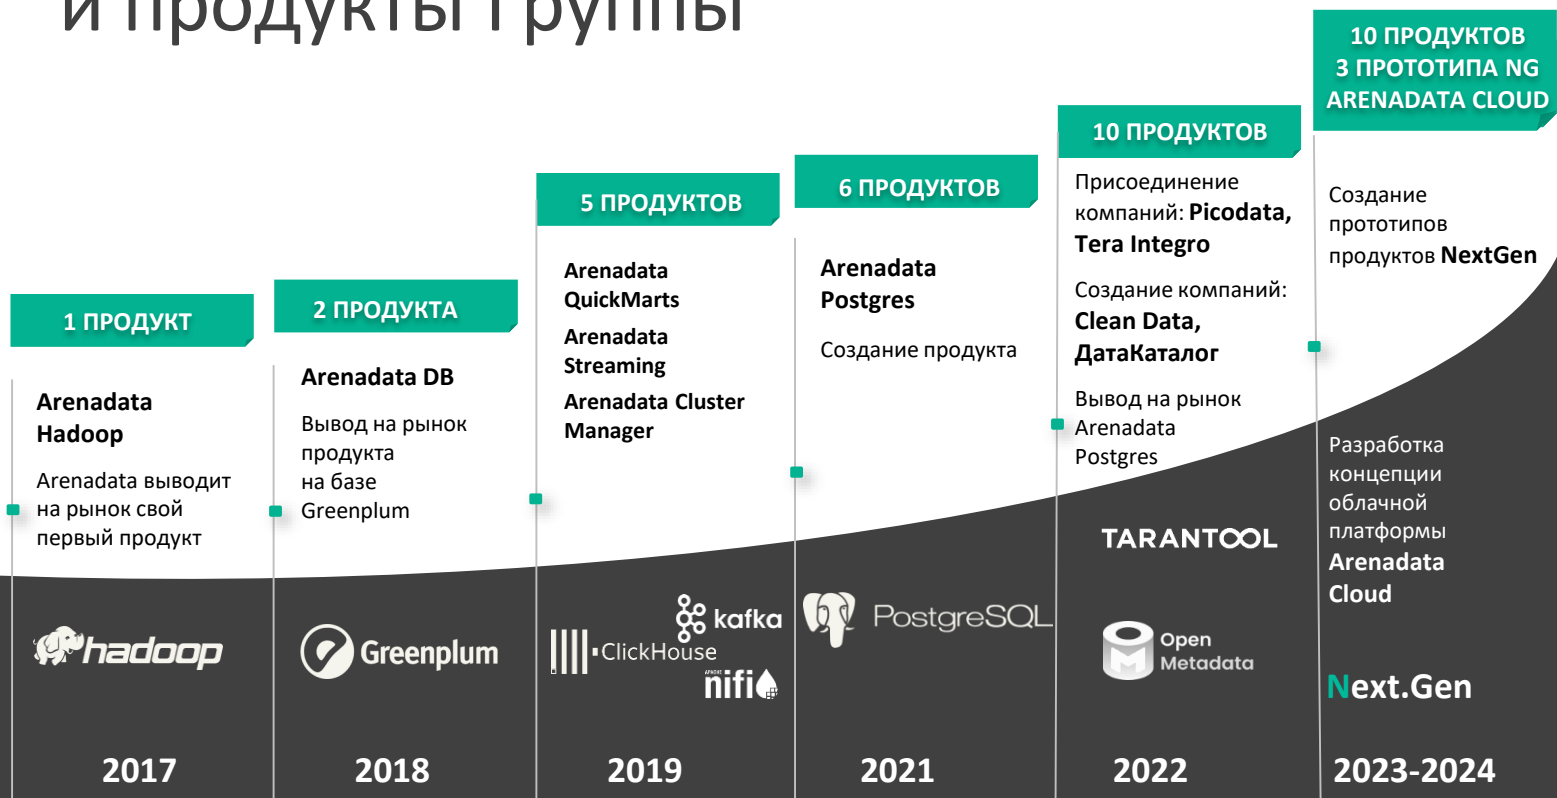 и продукты Группы
1 ПРОДУКТ
Arenadata
Hadoop
Arenadata выводит
на рынок свой
первый продукт
hadoop
2017
2 ПРОДУКТА
Arenadata DB
Вывод на рынок
продукта
на базе
Greenplum
Greenplum
2018
5 ПРОДУКТОВ
Arenadata
QuickMarts
Arenadata
Streaming
Arenadata Cluster
Manager
kafka
ClickHouse
APACHE
nifi
2019
6 ПРОДУКТОВ
Arenadata
Postgres
Создание продукта
PostgreSQL
2021
10 ПРОДУКТОВ
Присоединение
компаний: Picodata,
Tera Integro
Создание компаний:
Clean Data,
ДатаКаталог
Вывод на рынок
Arenadata
Postgres
TARANTOOL
Open
Metadata
2022
10 ПРОДУКТОВ
3 ПРОТОТИПА NG
ARENADATA CLOUD
Создание
прототипов
продуктов NextGen
Разработка
концепции
облачной
платформы
Arenadata
Cloud
Next.Gen
2023-2024